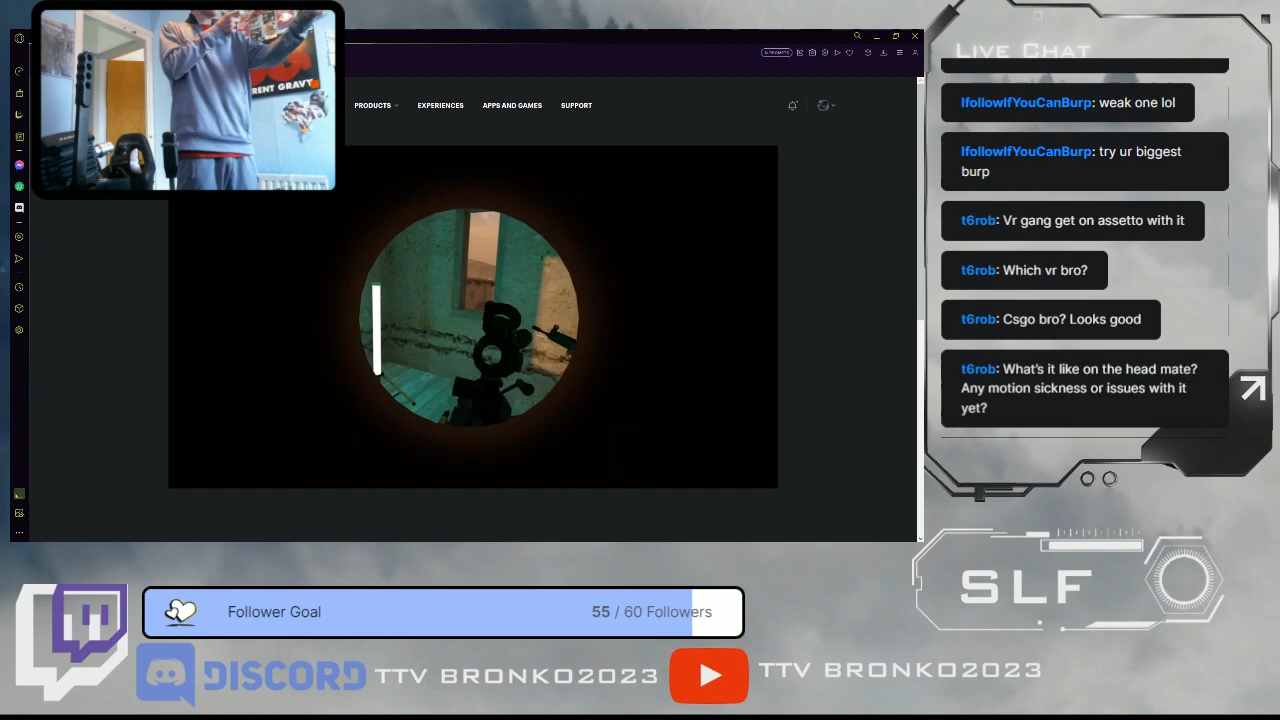 RENT GRAVY
AI PROMPTS
PRODUCTS
EXPERIENCES
APPS AND GAMES
SUPPORT
LIVE CHAT
IfollowIfYouCanBurp: weak one lol
IfollowIfYouCanBurp: try ur biggest
burp
t6rob: Vr gang get on assetto with it
t6rob: Which vr bro?
t6rob: Csgo bro? Looks good
t6rob: What's it like on the head mate?
Any motion sickness or issues with it
yet?
SLF
Follower Goal
55 / 60 Followers
DISCORD
TTV BRONKO2023
TTV BRONKO2023